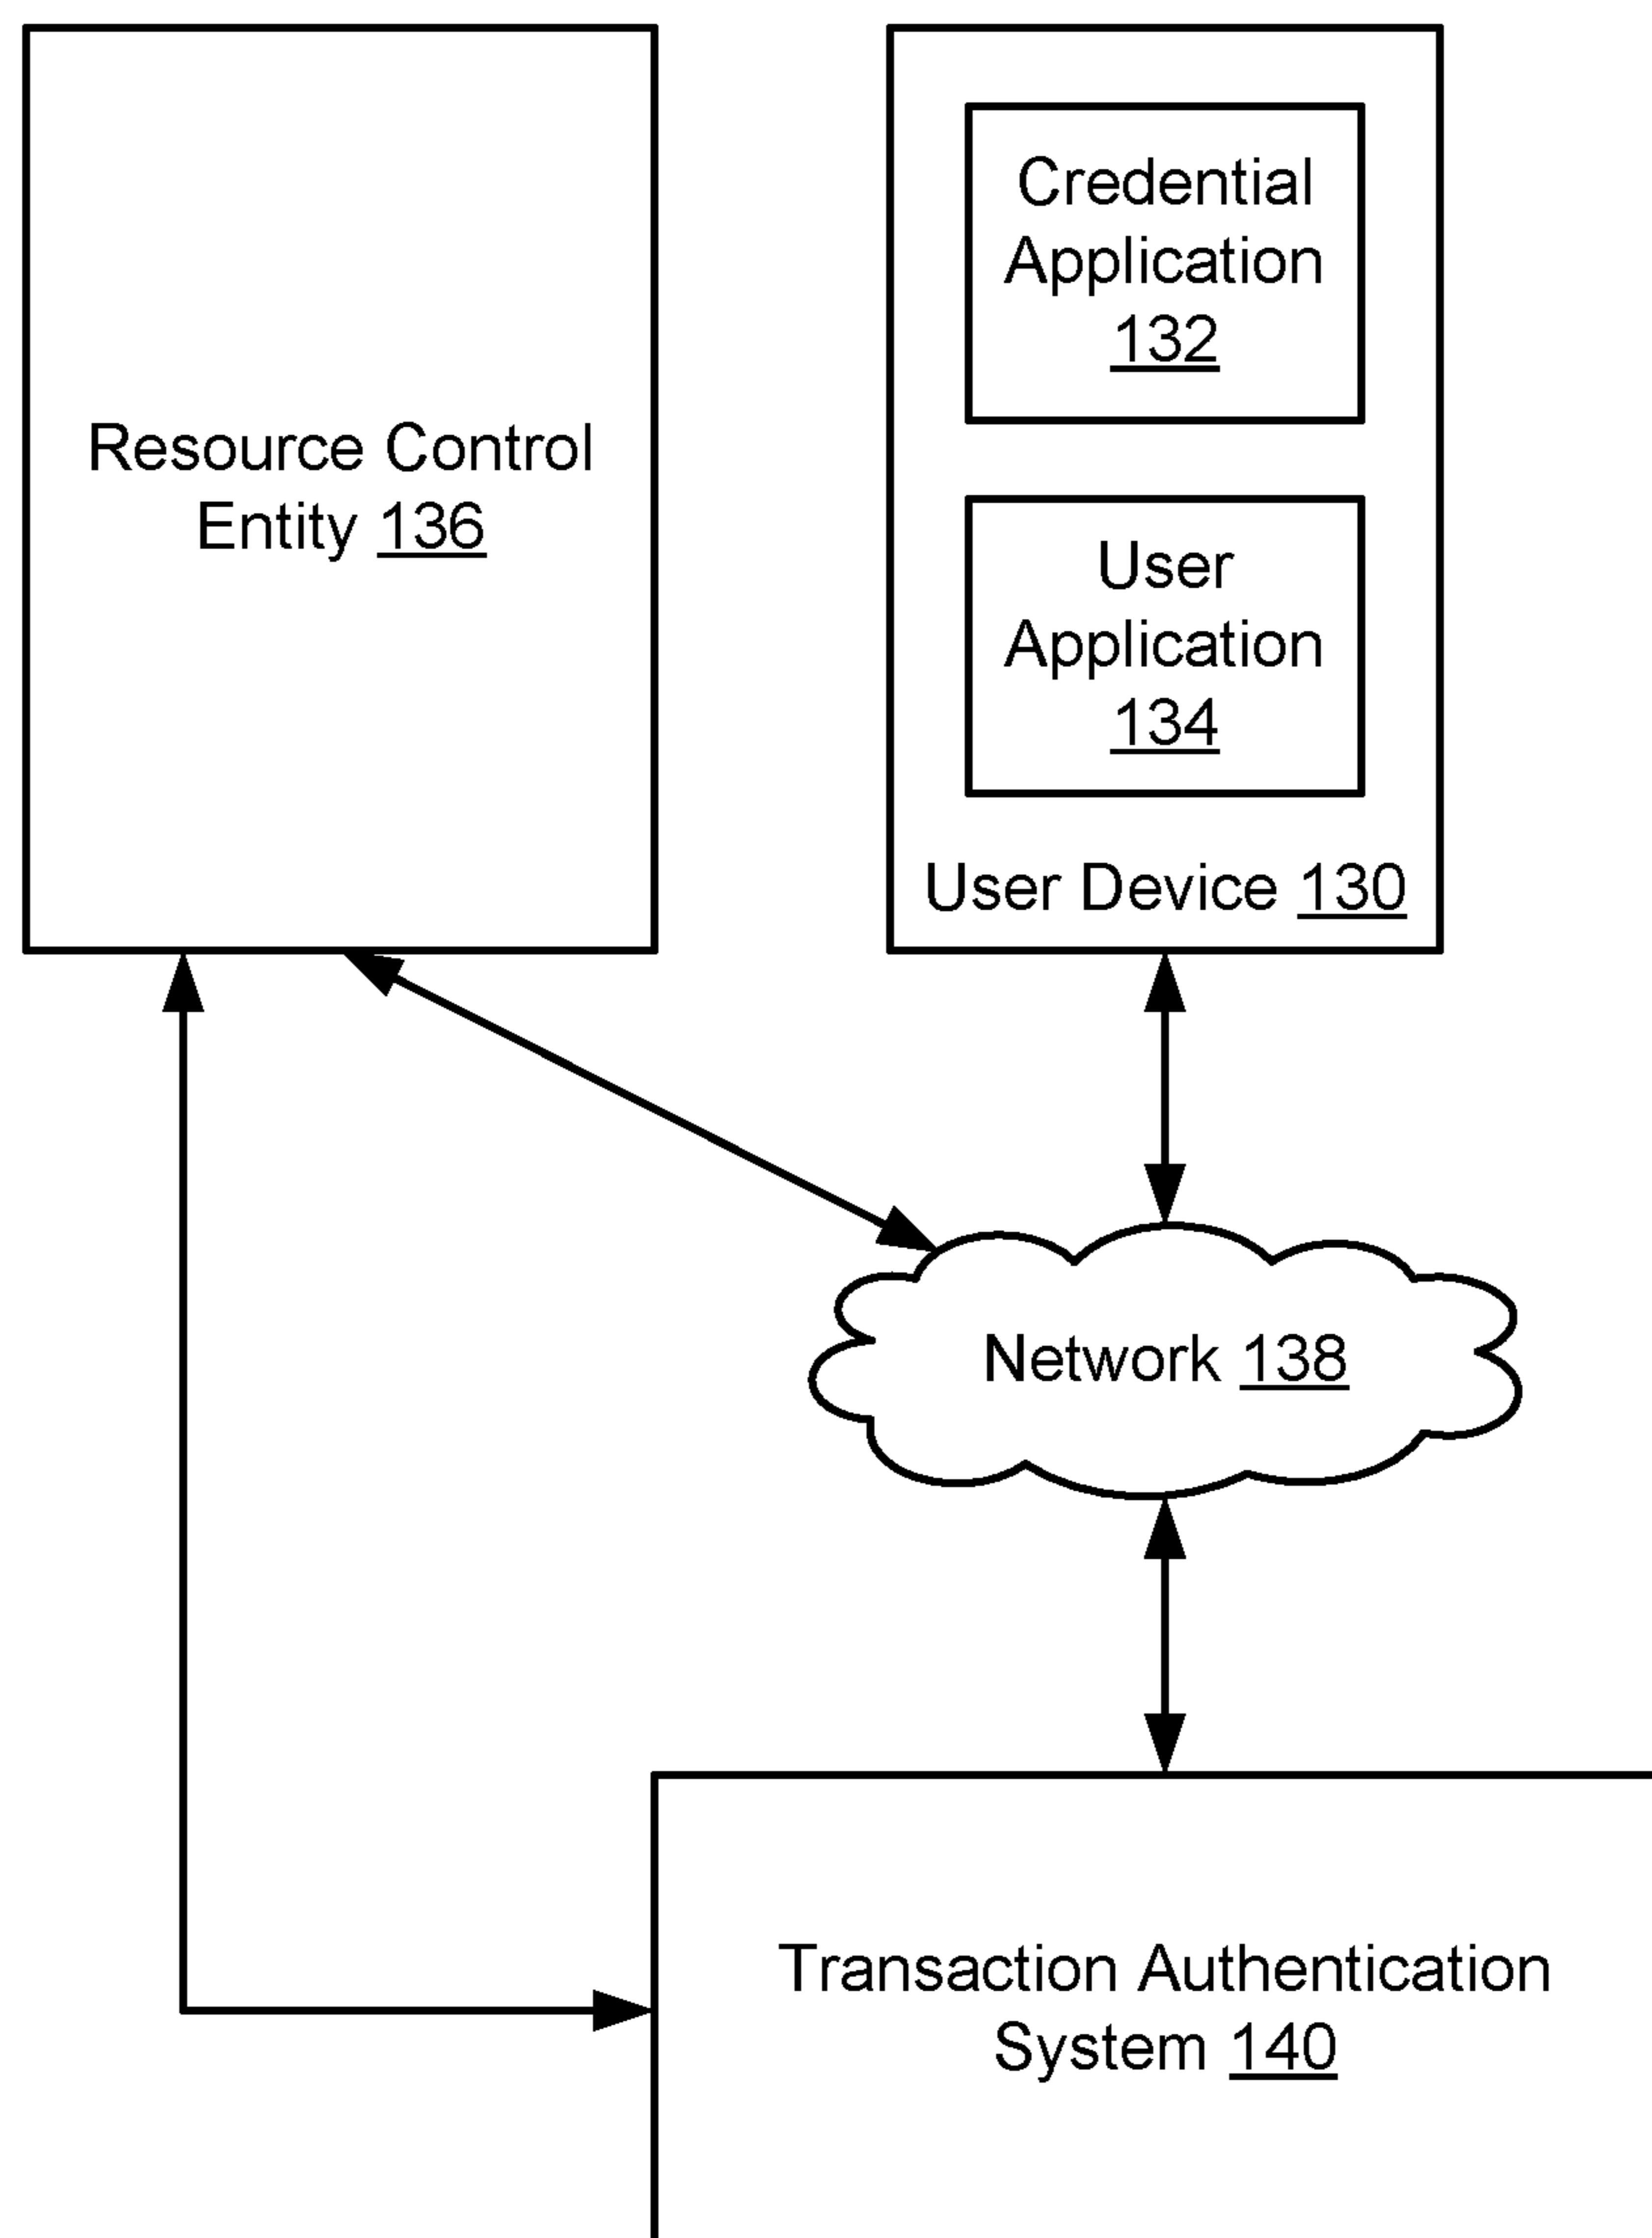 Resource Control
Entity 136
Credential
Application
132
User
Application
134
User Device 130
Network 138
Transaction Authentication
System 140